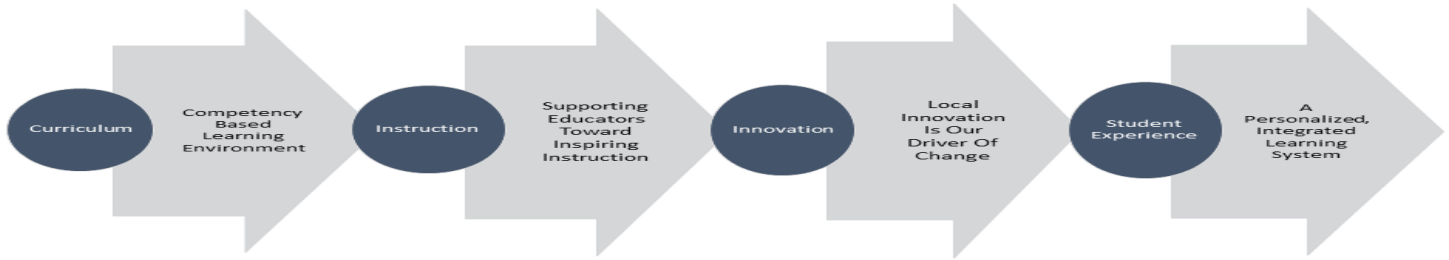 Curriculum
Competency
Based
Learning
Environment
Instruction
Supporting
Educators
Toward
Inspiring
Instruction
Innovation
Local
Innovation
Is Our
Driver Of
Change
Student
Experience
A
Personalized,
Integrated
Learning
System